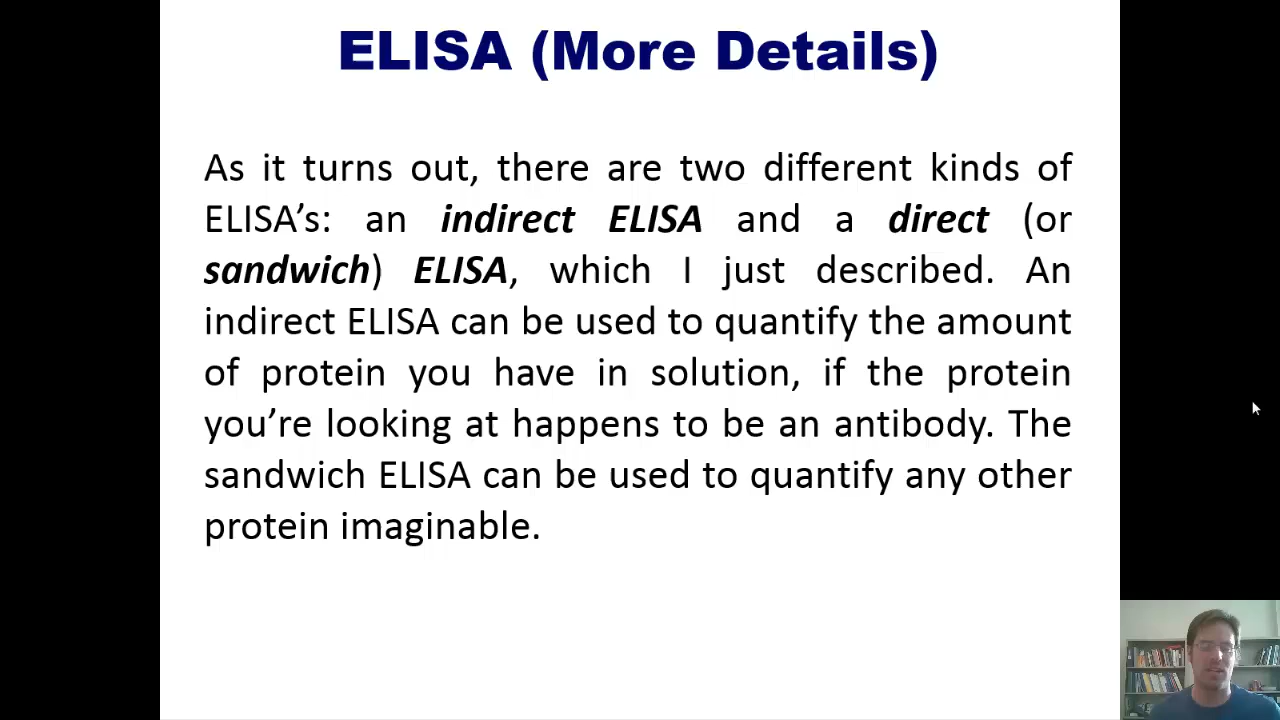 ELISA (More Details)
As it turns out, there are two different kinds of
ELISA’s: an indirect ELISA and a direct (or
sandwich) ELISA, which I just described. An
indirect ELISA can be used to quantify the amount
of protein you have in solution, if the protein
you’re looking at happens to be an antibody. The
sandwich ELISA can be used to quantify any other
protein imaginable.